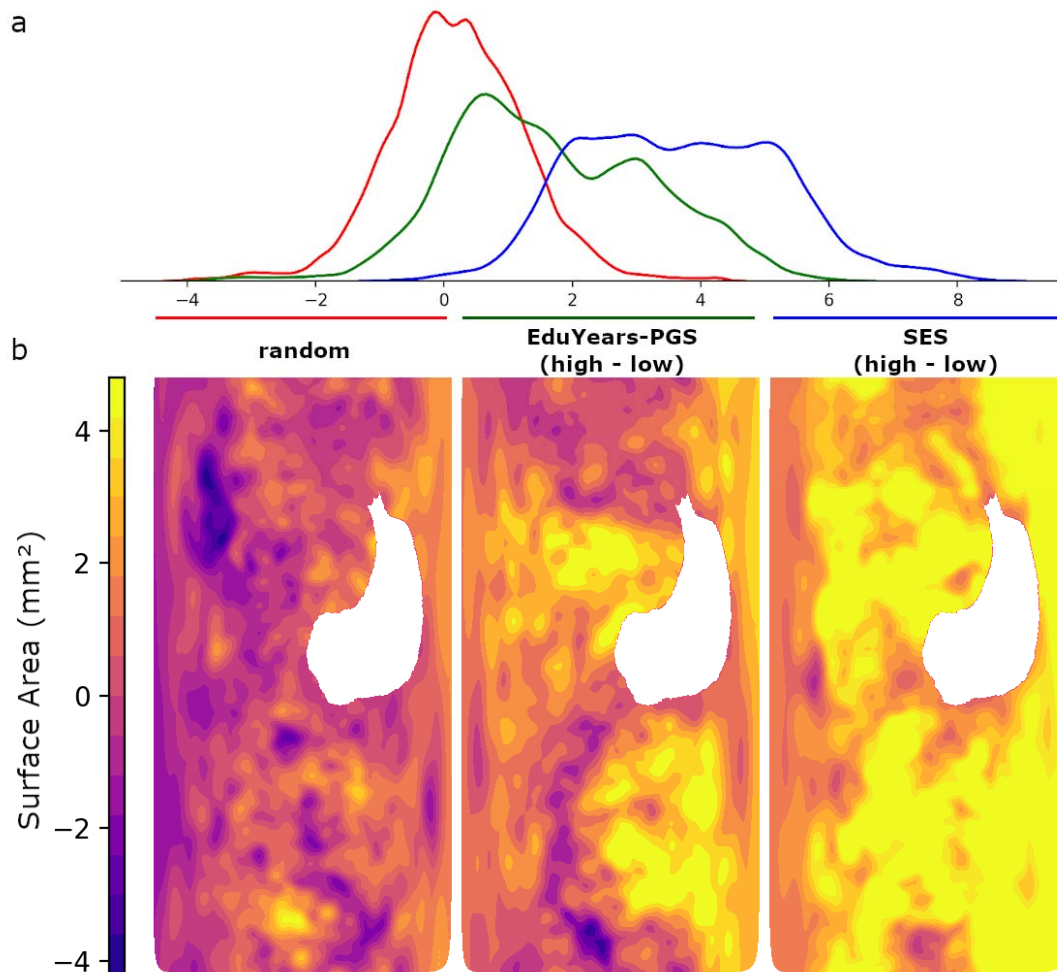 a
−4 −2 0 2 4 6 8
b
random
EduYears-PGS
(high - low)
SES
(high - low)
4
2
0
−2
−4
Surface Area (mm²)